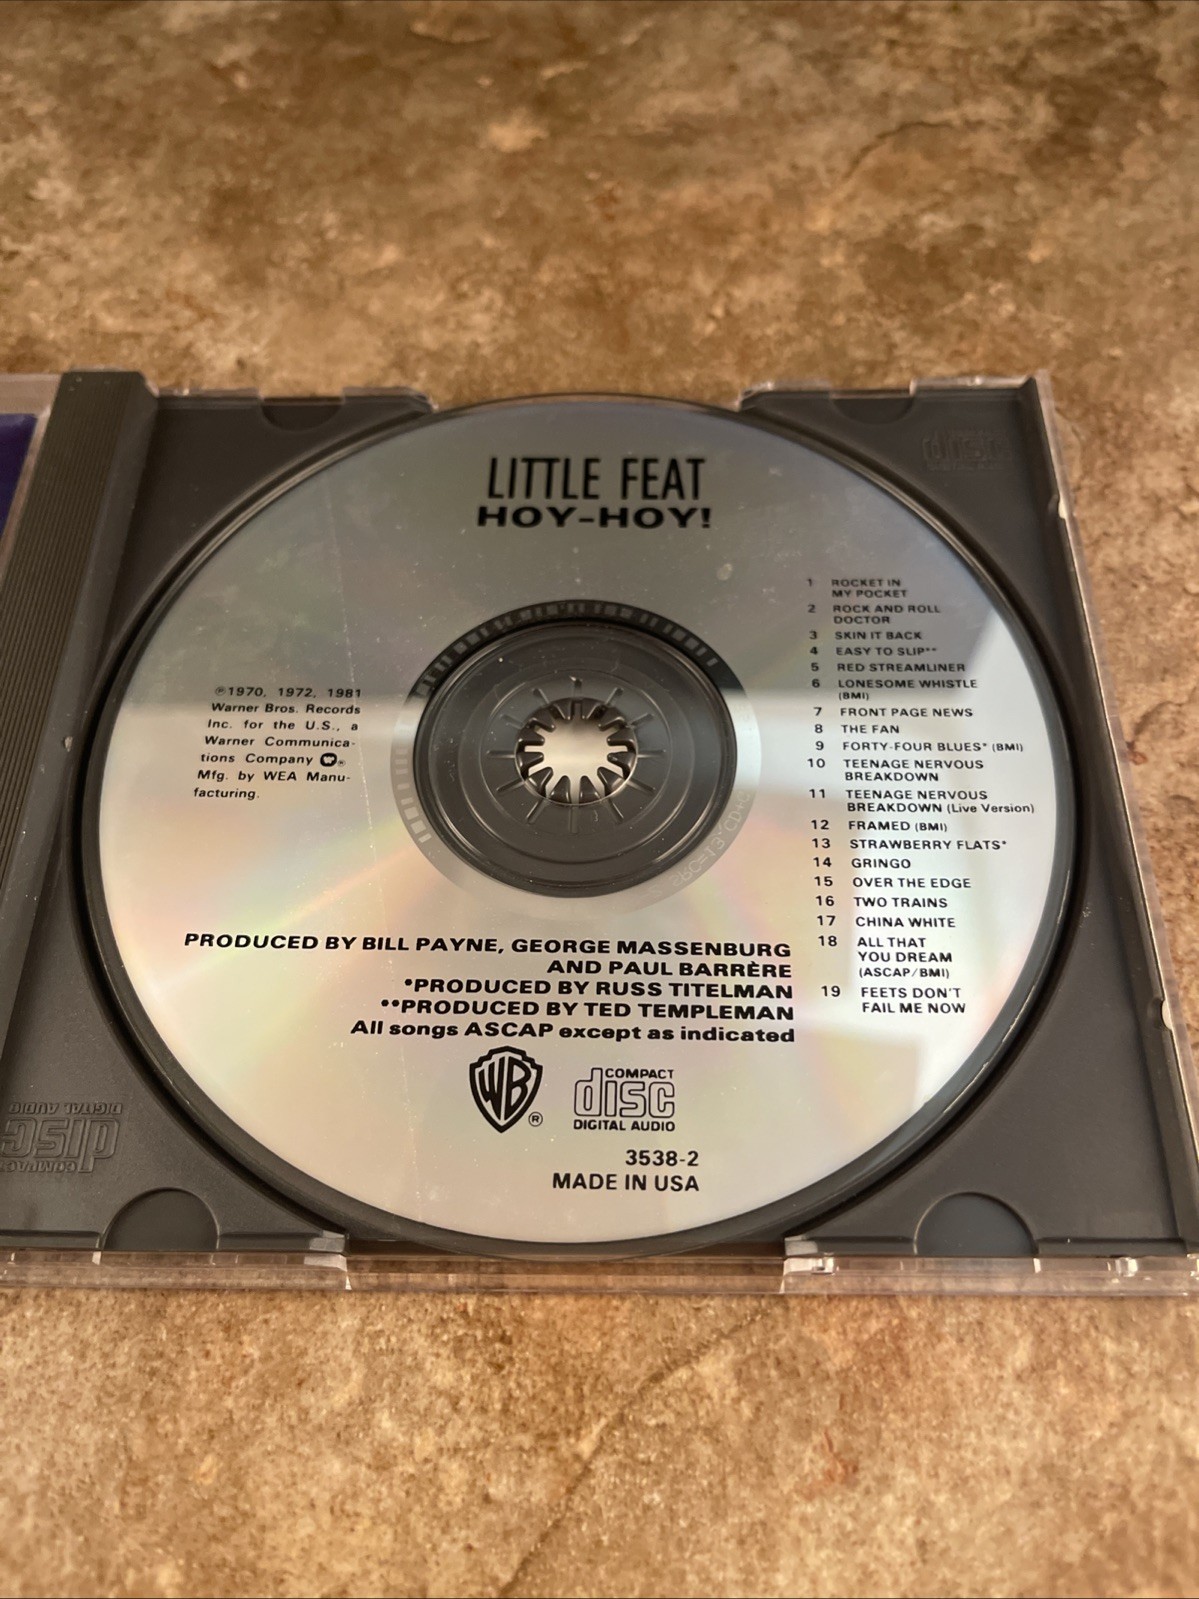 LITTLE FEAT
HOY-HOY!
1 ROCKET IN
MY POCKET
2 ROCK AND ROLL
DOCTOR
3 SKIN IT BACK
4 EASY TO SLIP**
5 RED STREAMLINER
6 LONESOME WHISTLE
(BMI)
7 FRONT PAGE NEWS
8 THE FAN
9 FORTY-FOUR BLUES* (BMI)
10 TEENAGE NERVOUS
BREAKDOWN
11 TEENAGE NERVOUS
BREAKDOWN (Live Version)
12 FRAMED (BMI)
13 STRAWBERRY FLATS*
14 GRINGO
15 OVER THE EDGE
16 TWO TRAINS
17 CHINA WHITE
18 ALL THAT
YOU DREAM
(ASCAP/BMI)
19 FEETS DON'T
FAIL ME NOW
℗1970, 1972, 1981
Warner Bros. Records
Inc. for the U.S., a
Warner Communica-
tions Company ®.
Mfg. by WEA Manu-
facturing.
PRODUCED BY BILL PAYNE, GEORGE MASSENBURG
AND PAUL BARRÈRE
*PRODUCED BY RUSS TITELMAN
**PRODUCED BY TED TEMPLEMAN
All songs ASCAP except as indicated
WB ®
COMPACT
disc
DIGITAL AUDIO
3538-2
MADE IN USA
disc
COMPACT
disc
DIGITAL AUDIO